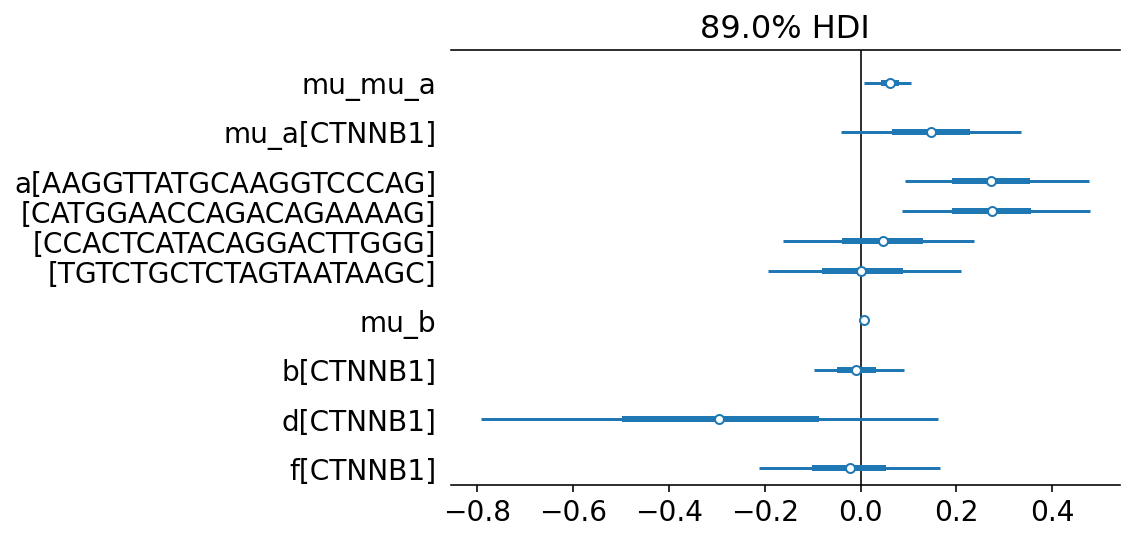 89.0% HDI
mu_mu_a
mu_a[CTNNB1]
a[AAGGTTATGCAAGGTCCCAG]
[CATGGAACCAGACAGAAAAG]
[CCACTCATACAGGACTTGGG]
[TGTCTGCTCTAGTAATAAGC]
mu_b
b[CTNNB1]
d[CTNNB1]
f[CTNNB1]
−0.8 −0.6 −0.4 −0.2 0.0 0.2 0.4